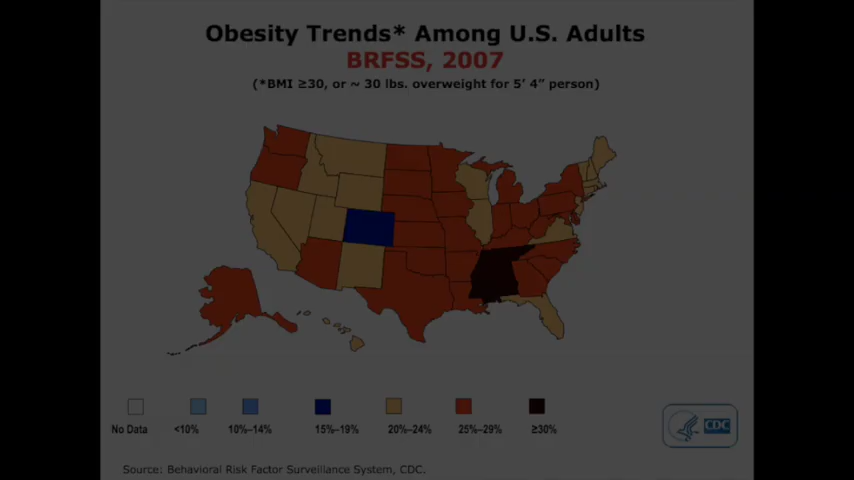 Obesity Trends* Among U.S. Adults
BRFSS, 2007
(*BMI ≥30, or ~ 30 lbs. overweight for 5’ 4” person)
No Data <10% 10%–14% 15%–19% 20%–24% 25%–29% ≥30%
CDC
Source: Behavioral Risk Factor Surveillance System, CDC.